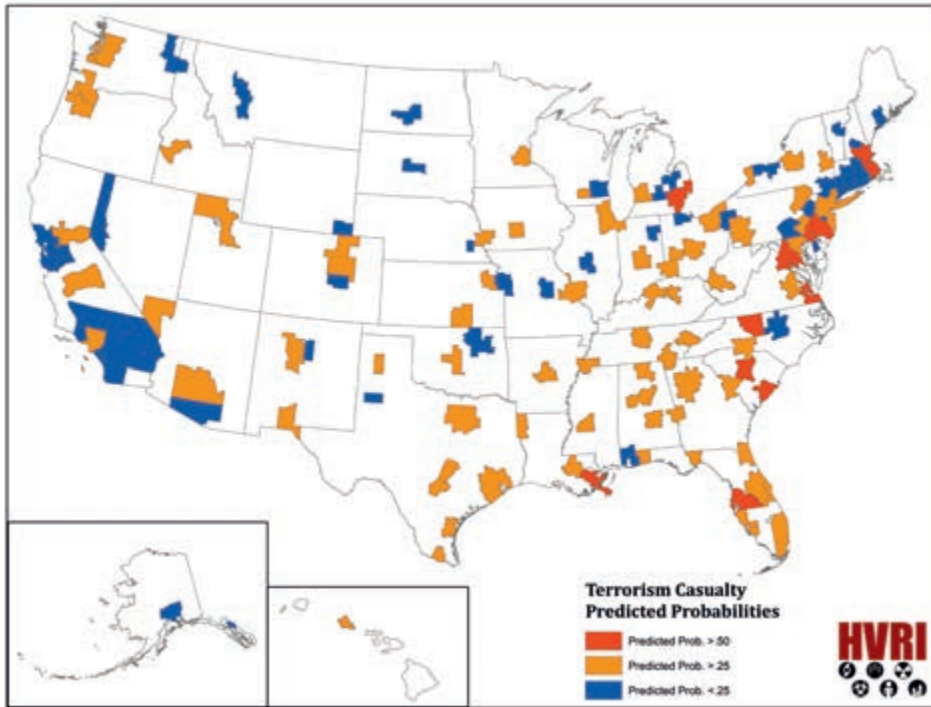 Terrorism Casualty
Predicted Probabilities
Predicted Prob. >.50
Predicted Prob. >.25
Predicted Prob. <.25
HVRI